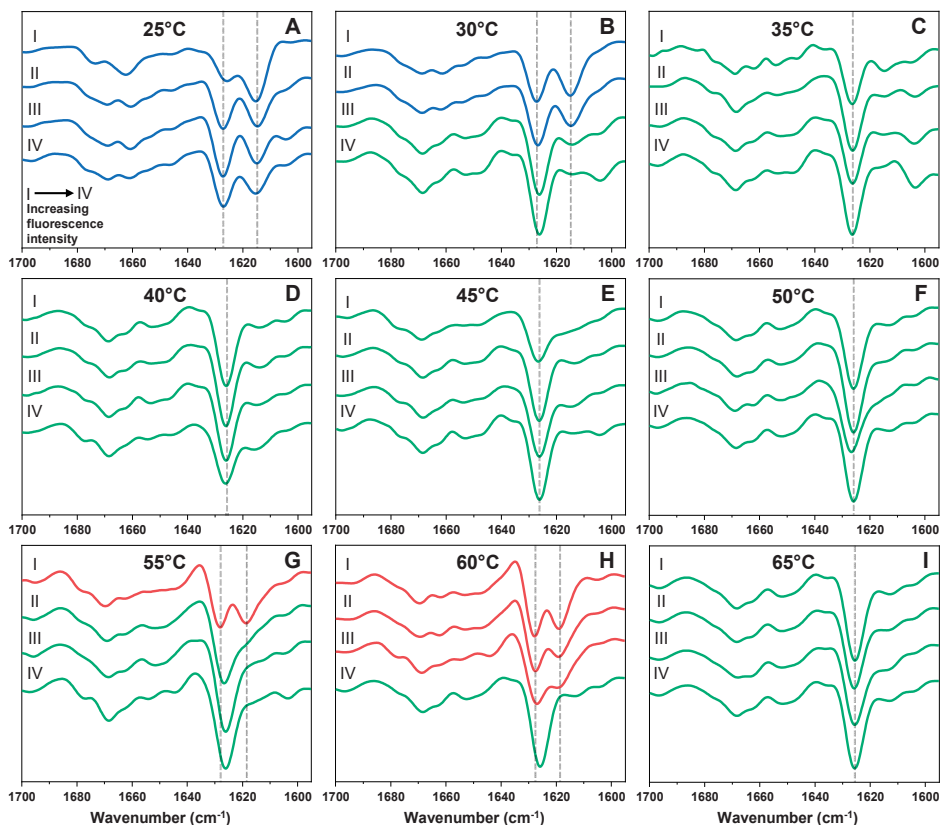 25°C A
I
II
III
IV
I → IV
Increasing
fluorescence
intensity
1700 1680 1660 1640 1620 1600
30°C B
I
II
III
IV
1700 1680 1660 1640 1620 1600
35°C C
I
II
III
IV
1700 1680 1660 1640 1620 1600
40°C D
I
II
III
IV
1700 1680 1660 1640 1620 1600
45°C E
I
II
III
IV
1700 1680 1660 1640 1620 1600
50°C F
I
II
III
IV
1700 1680 1660 1640 1620 1600
55°C G
I
II
III
IV
1700 1680 1660 1640 1620 1600
Wavenumber (cm⁻¹)
60°C H
I
II
III
IV
1700 1680 1660 1640 1620 1600
Wavenumber (cm⁻¹)
65°C I
I
II
III
IV
1700 1680 1660 1640 1620 1600
Wavenumber (cm⁻¹)